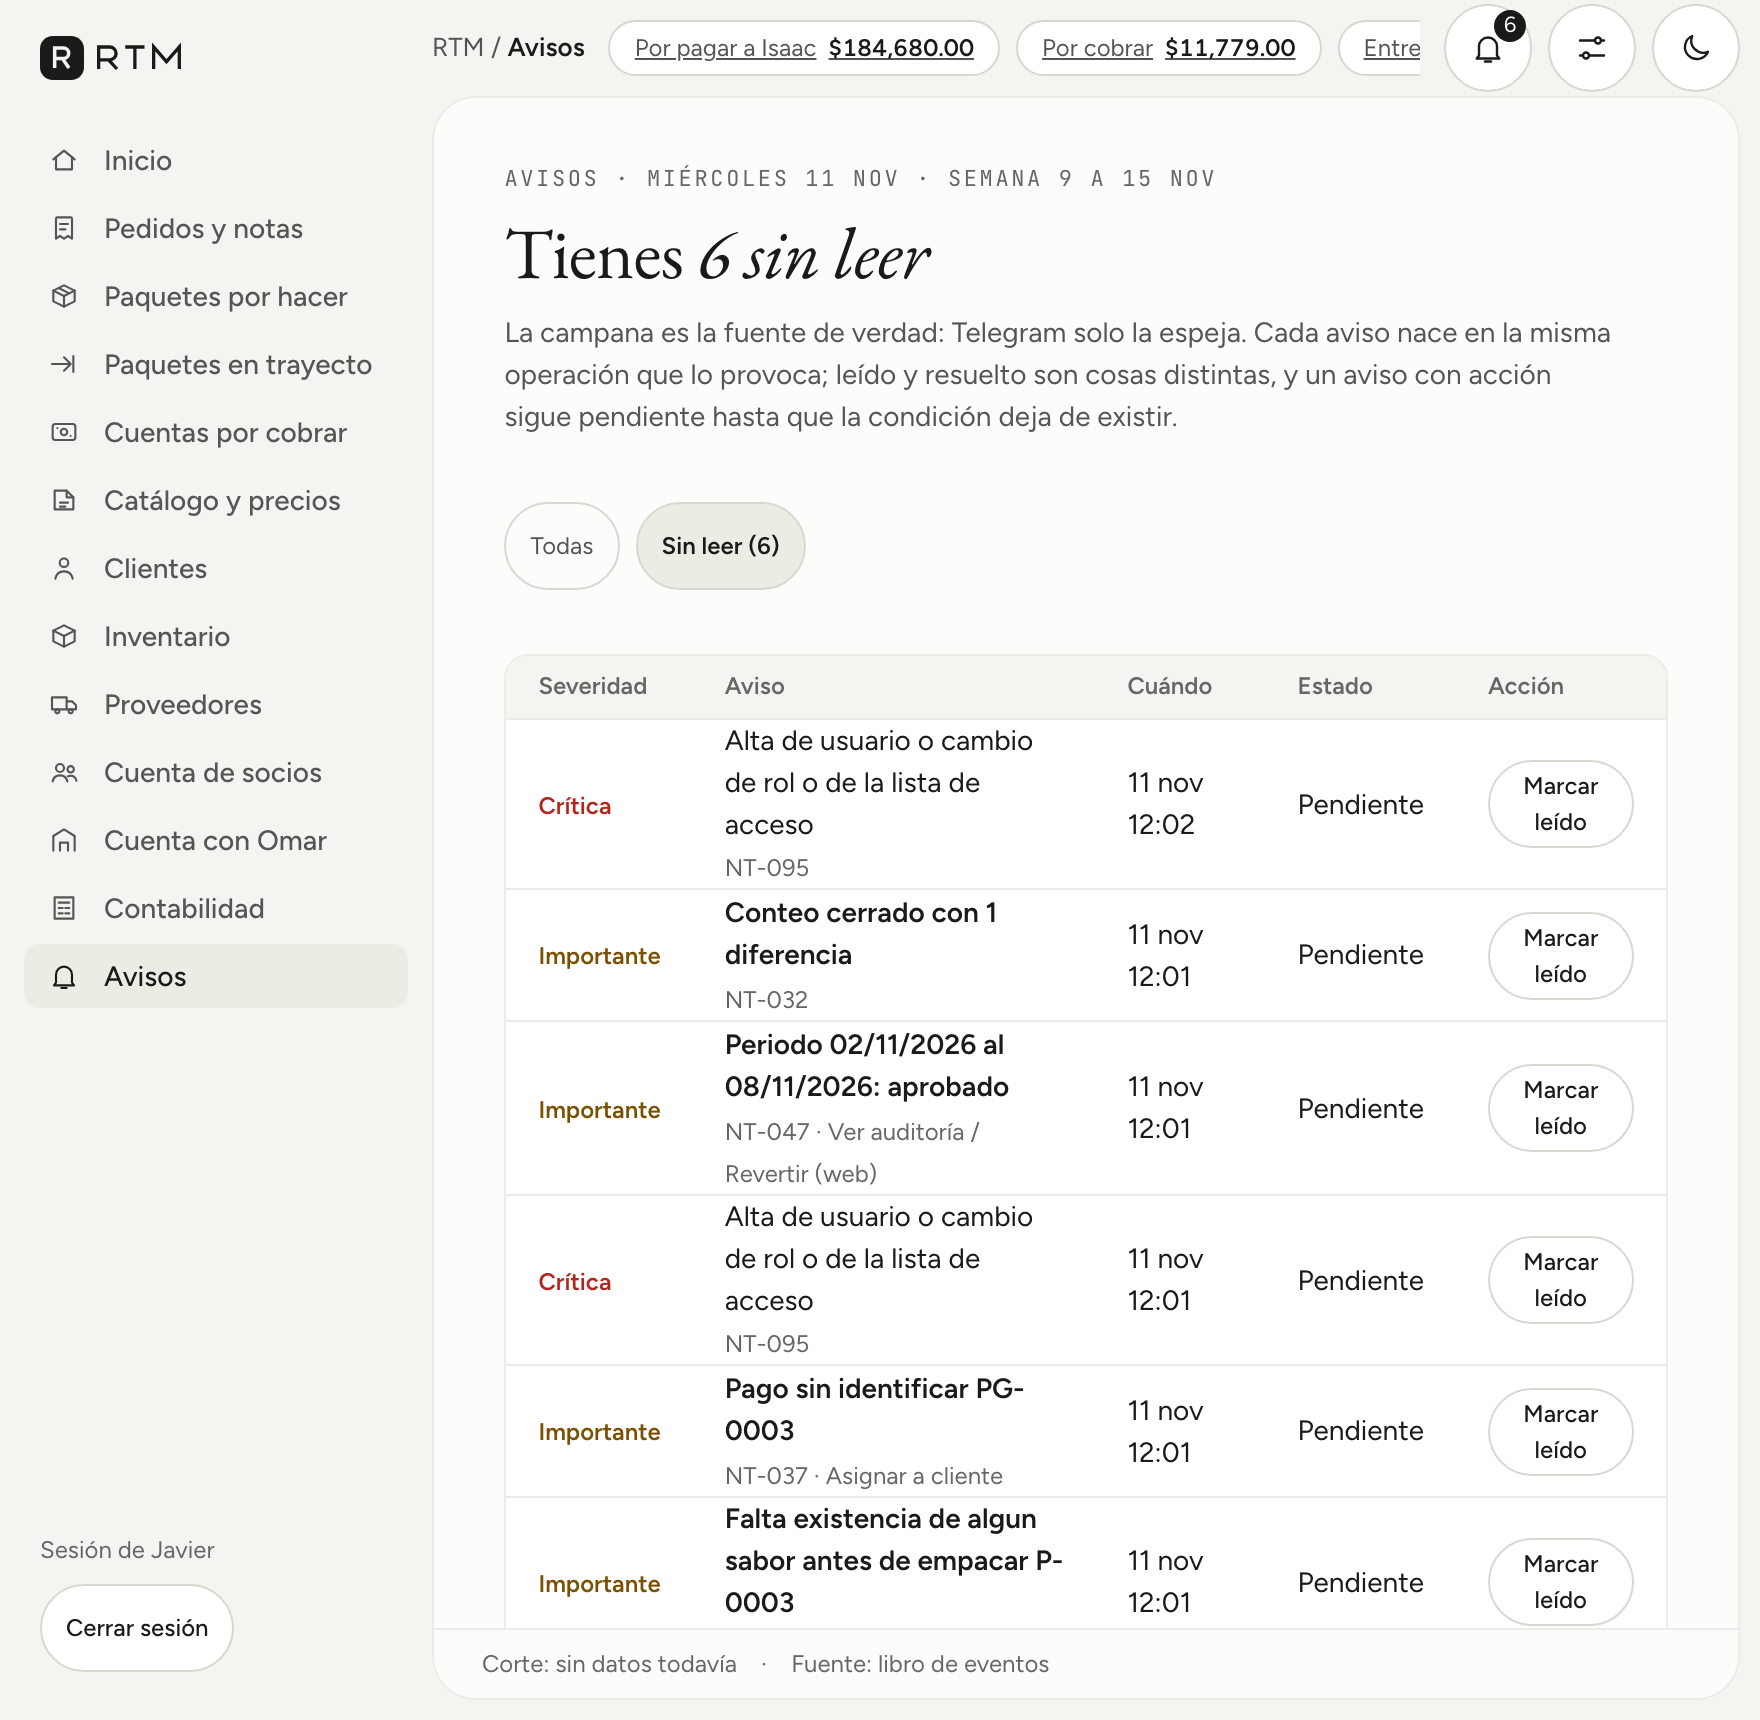 R RTM
RTM / Avisos
Por pagar a Isaac $184,680.00
Por cobrar $11,779.00
Entre
6
Inicio
Pedidos y notas
Paquetes por hacer
Paquetes en trayecto
Cuentas por cobrar
Catálogo y precios
Clientes
Inventario
Proveedores
Cuenta de socios
Cuenta con Omar
Contabilidad
Avisos
Sesión de Javier
Cerrar sesión
AVISOS · MIÉRCOLES 11 NOV · SEMANA 9 A 15 NOV
Tienes 6 sin leer
La campana es la fuente de verdad: Telegram solo la espeja. Cada aviso nace en la misma
operación que lo provoca; leído y resuelto son cosas distintas, y un aviso con acción
sigue pendiente hasta que la condición deja de existir.
Todas
Sin leer (6)
Severidad Aviso Cuándo Estado Acción
Crítica
Alta de usuario o cambio
de rol o de la lista de
acceso
NT-095
11 nov
12:02
Pendiente
Marcar
leído
Importante
Conteo cerrado con 1
diferencia
NT-032
11 nov
12:01
Pendiente
Marcar
leído
Importante
Periodo 02/11/2026 al
08/11/2026: aprobado
NT-047 · Ver auditoría /
Revertir (web)
11 nov
12:01
Pendiente
Marcar
leído
Crítica
Alta de usuario o cambio
de rol o de la lista de
acceso
NT-095
11 nov
12:01
Pendiente
Marcar
leído
Importante
Pago sin identificar PG-
0003
NT-037 · Asignar a cliente
11 nov
12:01
Pendiente
Marcar
leído
Importante
Falta existencia de algun
sabor antes de empacar P-
0003
11 nov
12:01
Pendiente
Marcar
leído
Corte: sin datos todavía · Fuente: libro de eventos